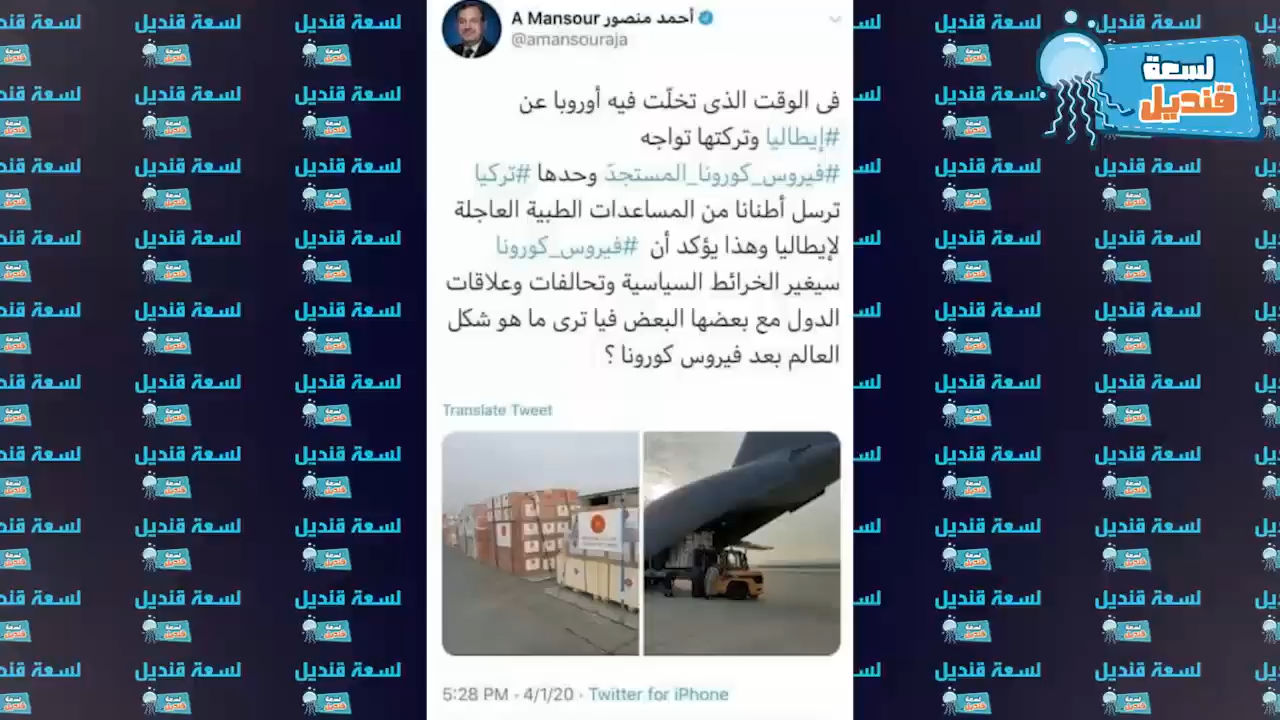 A Mansour أحمد منصور
@amansouraja
لسعة
قنديل
فى الوقت الذى تخلّت فيه أوروبا عن
#إيطاليا وتركتها تواجه
#فيروس_كورونا_المستجدّ وحدها #تركيا
ترسل أطنانا من المساعدات الطبية العاجلة
لإيطاليا وهذا يؤكد أن #فيروس_كورونا
سيغير الخرائط السياسية وتحالفات وعلاقات
الدول مع بعضها البعض فيا ترى ما هو شكل
العالم بعد فيروس كورونا ؟
Translate Tweet
5:28 PM · 4/1/20 · Twitter for iPhone
لسعة قنديل